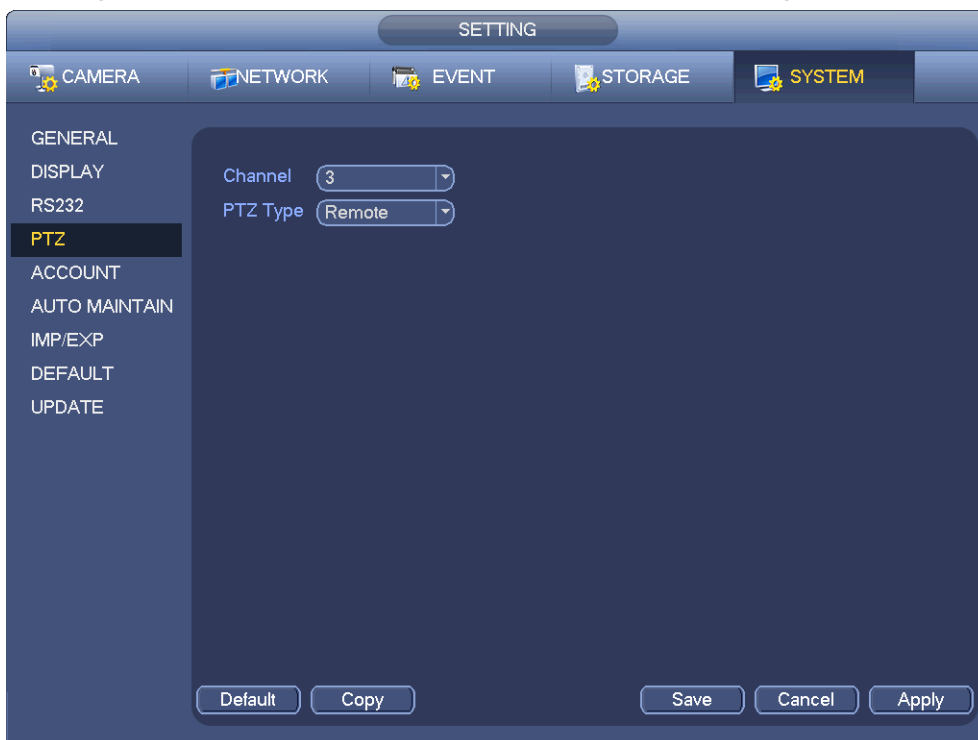 SETTING
CAMERA NETWORK EVENT STORAGE SYSTEM
GENERAL
DISPLAY
RS232
PTZ
ACCOUNT
AUTO MAINTAIN
IMP/EXP
DEFAULT
UPDATE
Channel 3
PTZ Type Remote
Default Copy Save Cancel Apply